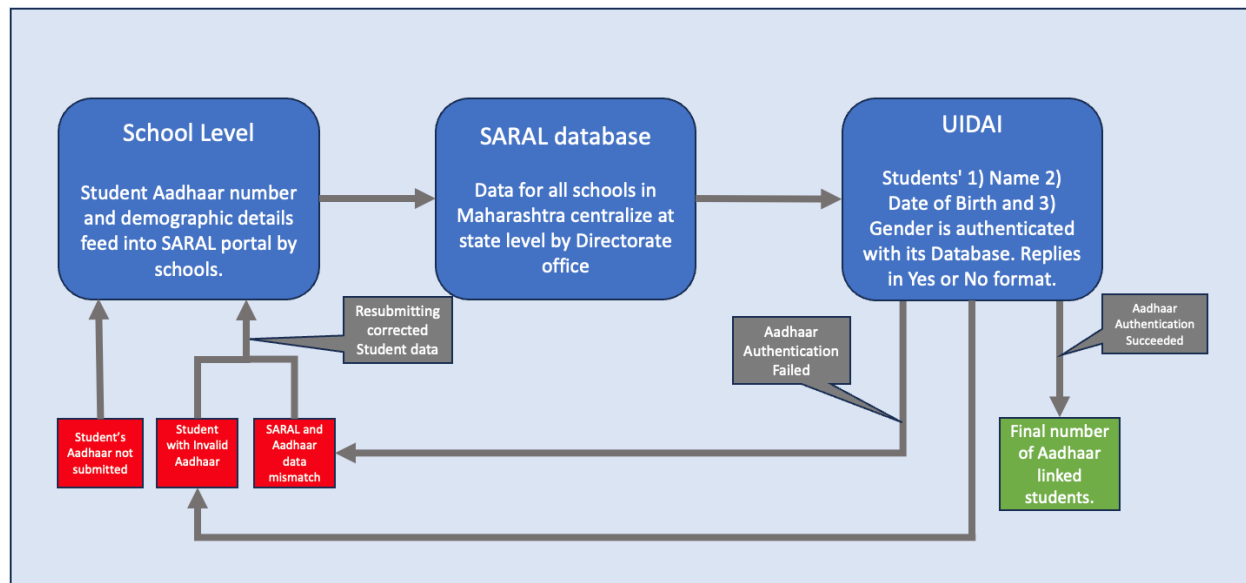 School Level
Student Aadhaar number
and demographic details
feed into SARAL portal by
schools.
SARAL database
Data for all schools in
Maharashtra centralize at
state level by Directorate
office
UIDAI
Students' 1) Name 2)
Date of Birth and 3)
Gender is authenticated
with its Database. Replies
in Yes or No format.
Resubmitting
corrected
Student data
Aadhaar
Authentication
Failed
Aadhaar
Authentication
Succeeded
Student's
Aadhaar not
submitted
Student
with Invalid
Aadhaar
SARAL and
Aadhaar
data
mismatch
Final number
of Aadhaar
linked
students.